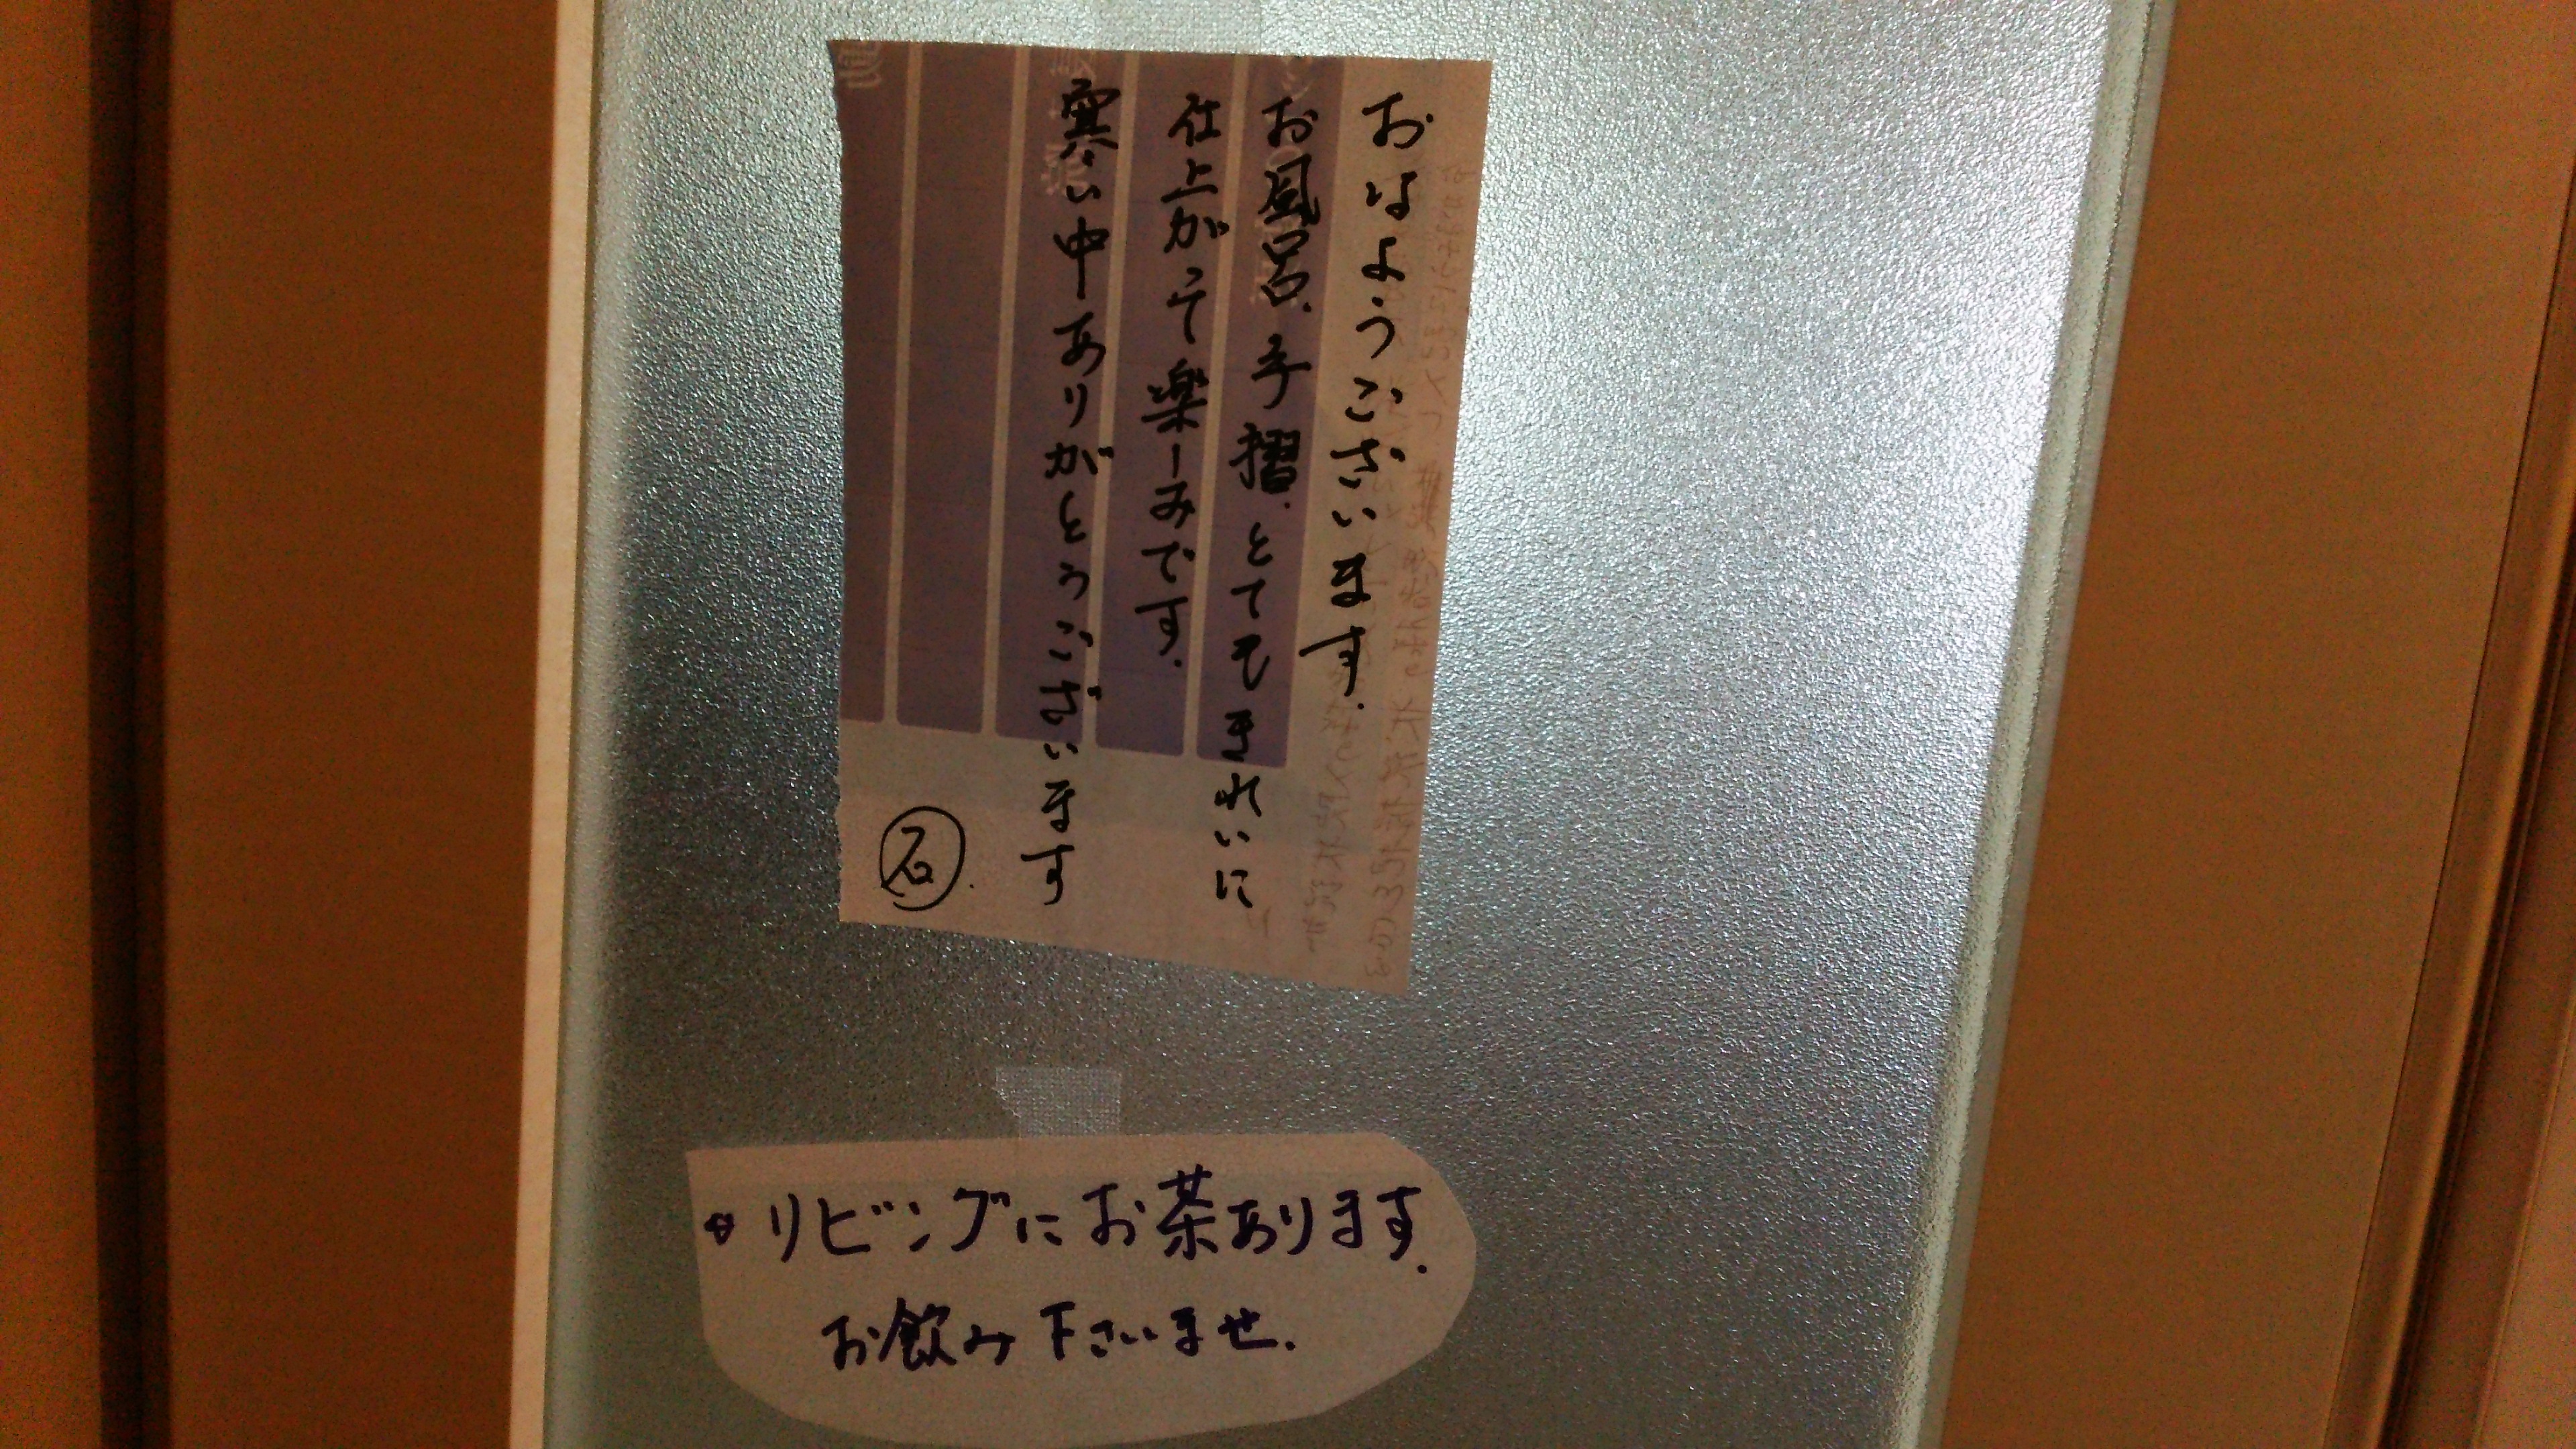 おはようございます.
お風呂.手摺.とてもきれいに
仕上がって楽しみです.
寒い中ありがとうございます
石.
リビングにお茶あります.
お飲み下さいませ.